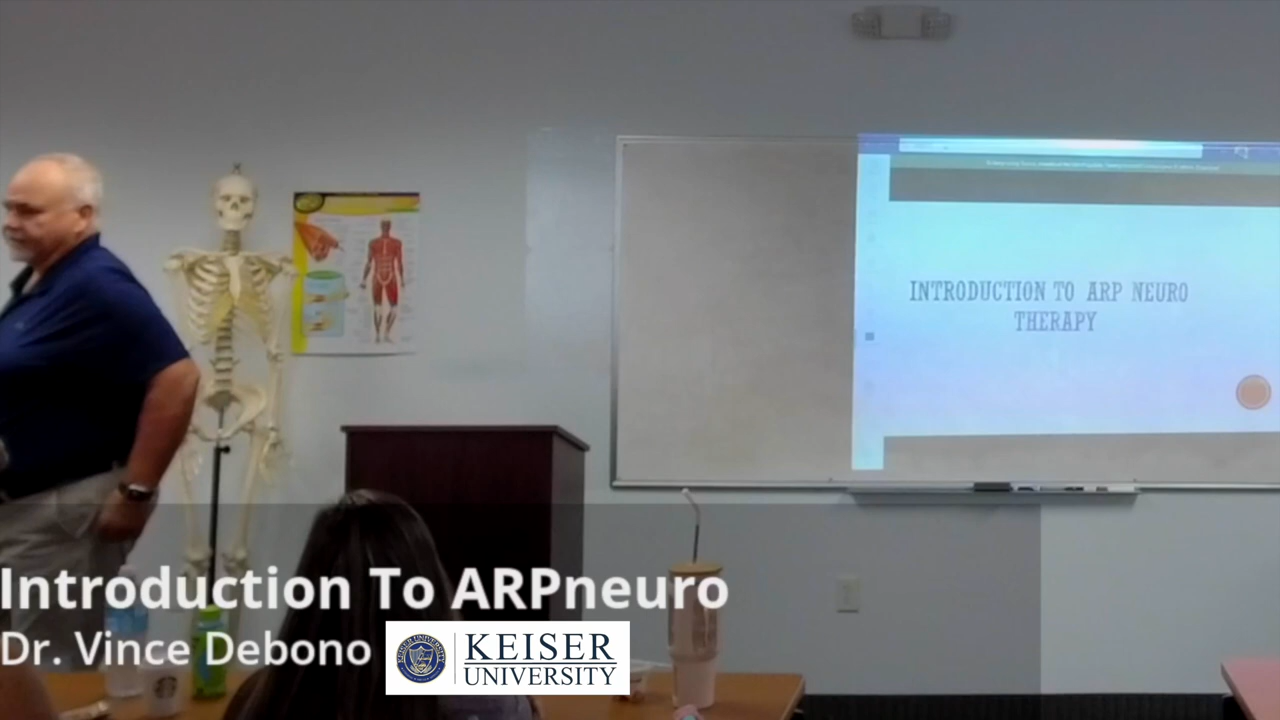 INTRODUCTION TO ARP NEURO
THERAPY
Introduction To ARPneuro
Dr. Vince Debono
KEISER
UNIVERSITY